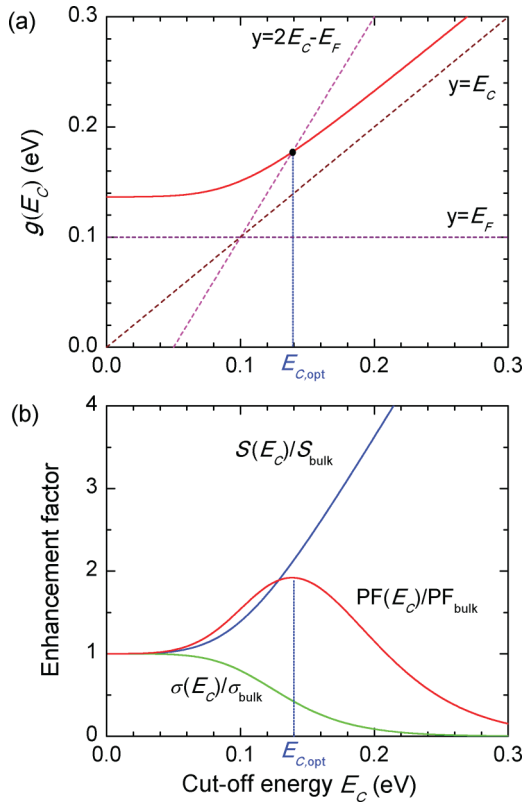 (a)
y=2E_C-E_F
y=E_C
y=E_F
g(E_C) (eV)
0.3
0.2
0.1
0.0
0.0
0.1
0.2
0.3
E_C,opt
(b)
S(E_C)/S_bulk
PF(E_C)/PF_bulk
σ(E_C)/σ_bulk
Enhancement factor
4
3
2
1
0
0.0
0.1
0.2
0.3
E_C,opt
Cut-off energy E_C (eV)